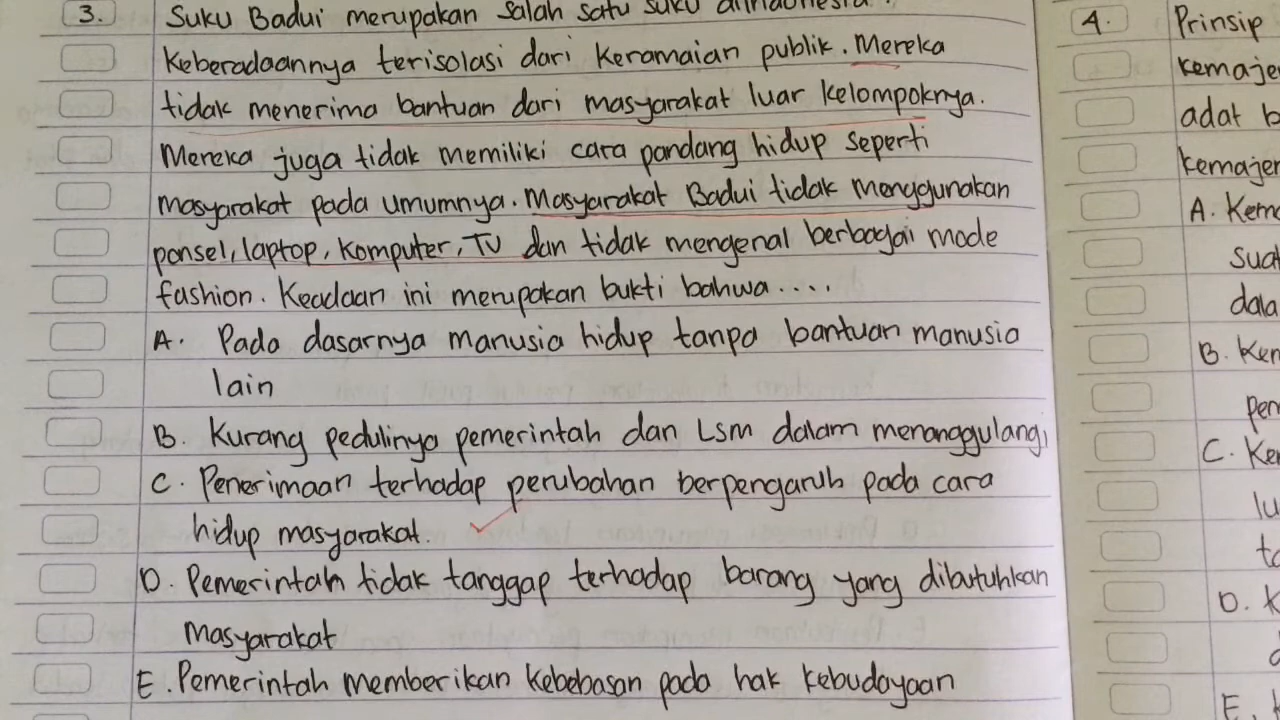 3. Suku Badui merupakan salah satu suku diIndonesia.
Keberadaannya terisolasi dari keramaian publik. Mereka
tidak menerima bantuan dari masyarakat luar kelompoknya.
Mereka juga tidak memiliki cara pandang hidup seperti
masyarakat pada umumnya. Masyarakat Badui tidak menggunakan
ponsel, laptop, komputer, TV dan tidak mengenal berbagai mode
fashion. Keadaan ini merupakan bukti bahwa....
A. Pada dasarnya manusia hidup tanpa bantuan manusia
lain
B. Kurang pedulinya pemerintah dan Lsm dalam menanggulangi
C. Penerimaan terhadap perubahan berpengaruh pada cara
hidup masyarakat.
D. Pemerintah tidak tanggap terhadap barang yang dibutuhkan
masyarakat
E. Pemerintah memberikan kebebasan pada hak kebudayaan
4. Prinsip
adat
A.
B.
C.
D.
E.